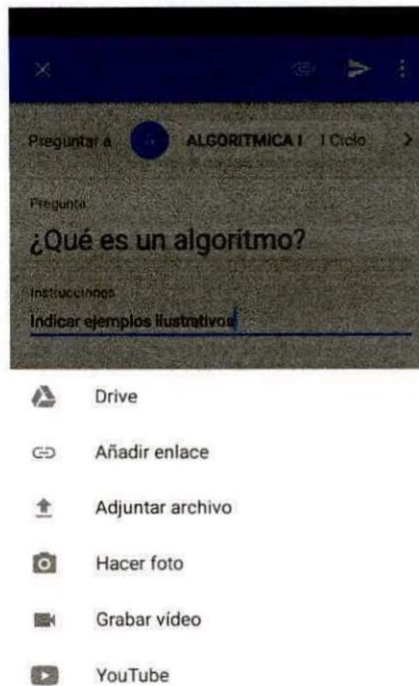 Preguntar a ALGORITMICA I I Ciclo
Pregunta
¿Qué es un algoritmo?
Instrucciones
Indicar ejemplos ilustrativos
Drive
Añadir enlace
Adjuntar archivo
Hacer foto
Grabar vídeo
YouTube